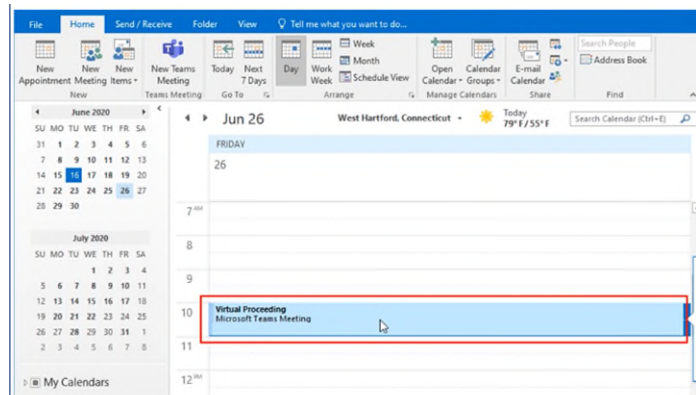 File Home Send / Receive Folder View Tell me what you want to do...
New Appointment
New Meeting
New Items
New
New Teams Meeting
Teams Meeting
Today
Next 7 Days
Go To
Day
Work Week
Week
Month
Schedule View
Arrange
Open Calendar
Calendar Groups
Manage Calendars
E-mail Calendar
Share
Search People
Address Book
Find
June 2020
SU MO TU WE TH FR SA
31 1 2 3 4 5 6
7 8 9 10 11 12 13
14 15 16 17 18 19 20
21 22 23 24 25 26 27
28 29 30
July 2020
SU MO TU WE TH FR SA
1 2 3 4
5 6 7 8 9 10 11
12 13 14 15 16 17 18
19 20 21 22 23 24 25
26 27 28 29 30 31 1
2 3 4 5 6 7 8
My Calendars
Jun 26
West Hartford, Connecticut
Today
79°F/55°F
Search Calendar (Ctrl+E)
FRIDAY
26
7 AM
8
9
10
Virtual Proceeding
Microsoft Teams Meeting
11
12 PM